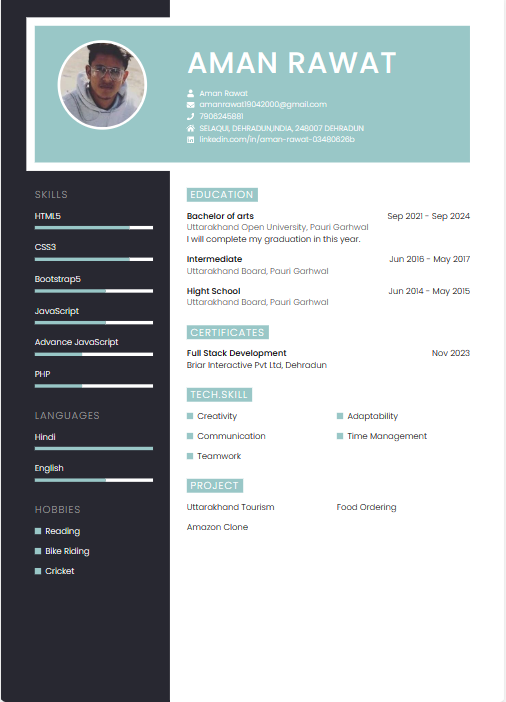 AMAN RAWAT
Aman Rawat
amanrawat19042000@gmail.com
7906245881
SELAQUI, DEHRADUN,INDIA, 248007 DEHRADUN
linkedin.com/in/aman-rawat-03480626b
SKILLS
HTML5
CSS3
Bootstrap5
JavaScript
Advance JavaScript
PHP
LANGUAGES
Hindi
English
HOBBIES
Reading
Bike Riding
Cricket
EDUCATION
Bachelor of arts Sep 2021 - Sep 2024
Uttarakhand Open University, Pauri Garhwal
I will complete my graduation in this year.
Intermediate Jun 2016 - May 2017
Uttarakhand Board, Pauri Garhwal
Hight School Jun 2014 - May 2015
Uttarakhand Board, Pauri Garhwal
CERTIFICATES
Full Stack Development Nov 2023
Briar Interactive Pvt Ltd, Dehradun
TECH.SKILL
Creativity Adaptability
Communication Time Management
Teamwork
PROJECT
Uttarakhand Tourism Food Ordering
Amazon Clone